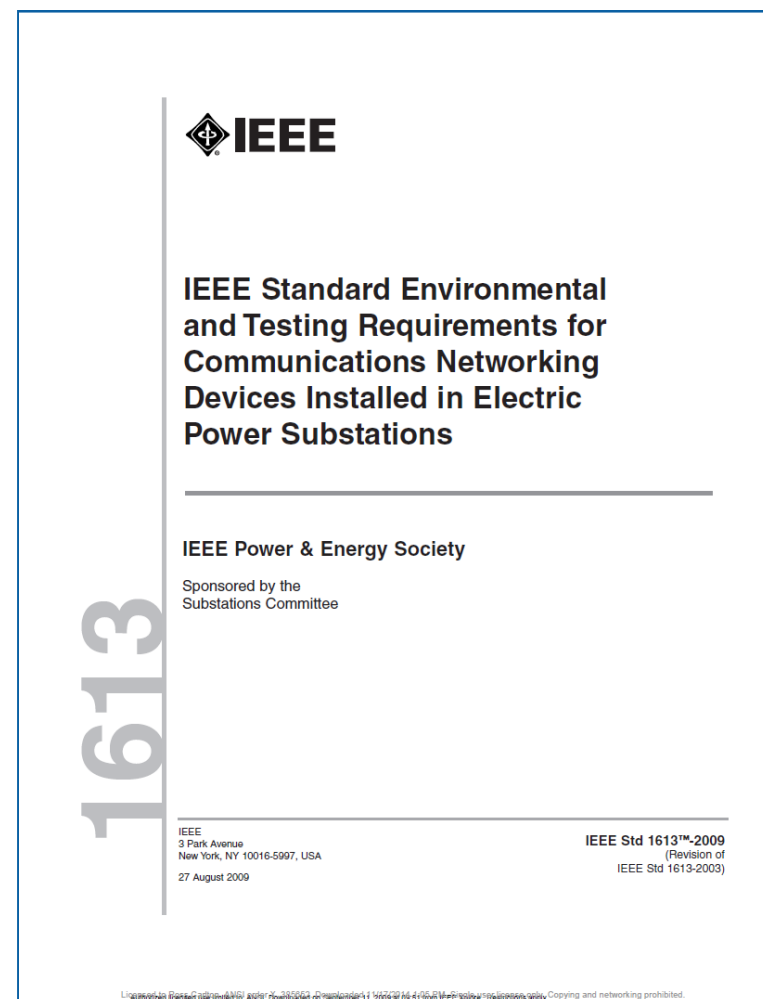 IEEE
IEEE Standard Environmental
and Testing Requirements for
Communications Networking
Devices Installed in Electric
Power Substations
IEEE Power & Energy Society
Sponsored by the
Substations Committee
1613
IEEE
3 Park Avenue
New York, NY 10016-5997, USA
27 August 2009
IEEE Std 1613™-2009
(Revision of
IEEE Std 1613-2003)
Copying and networking prohibited.